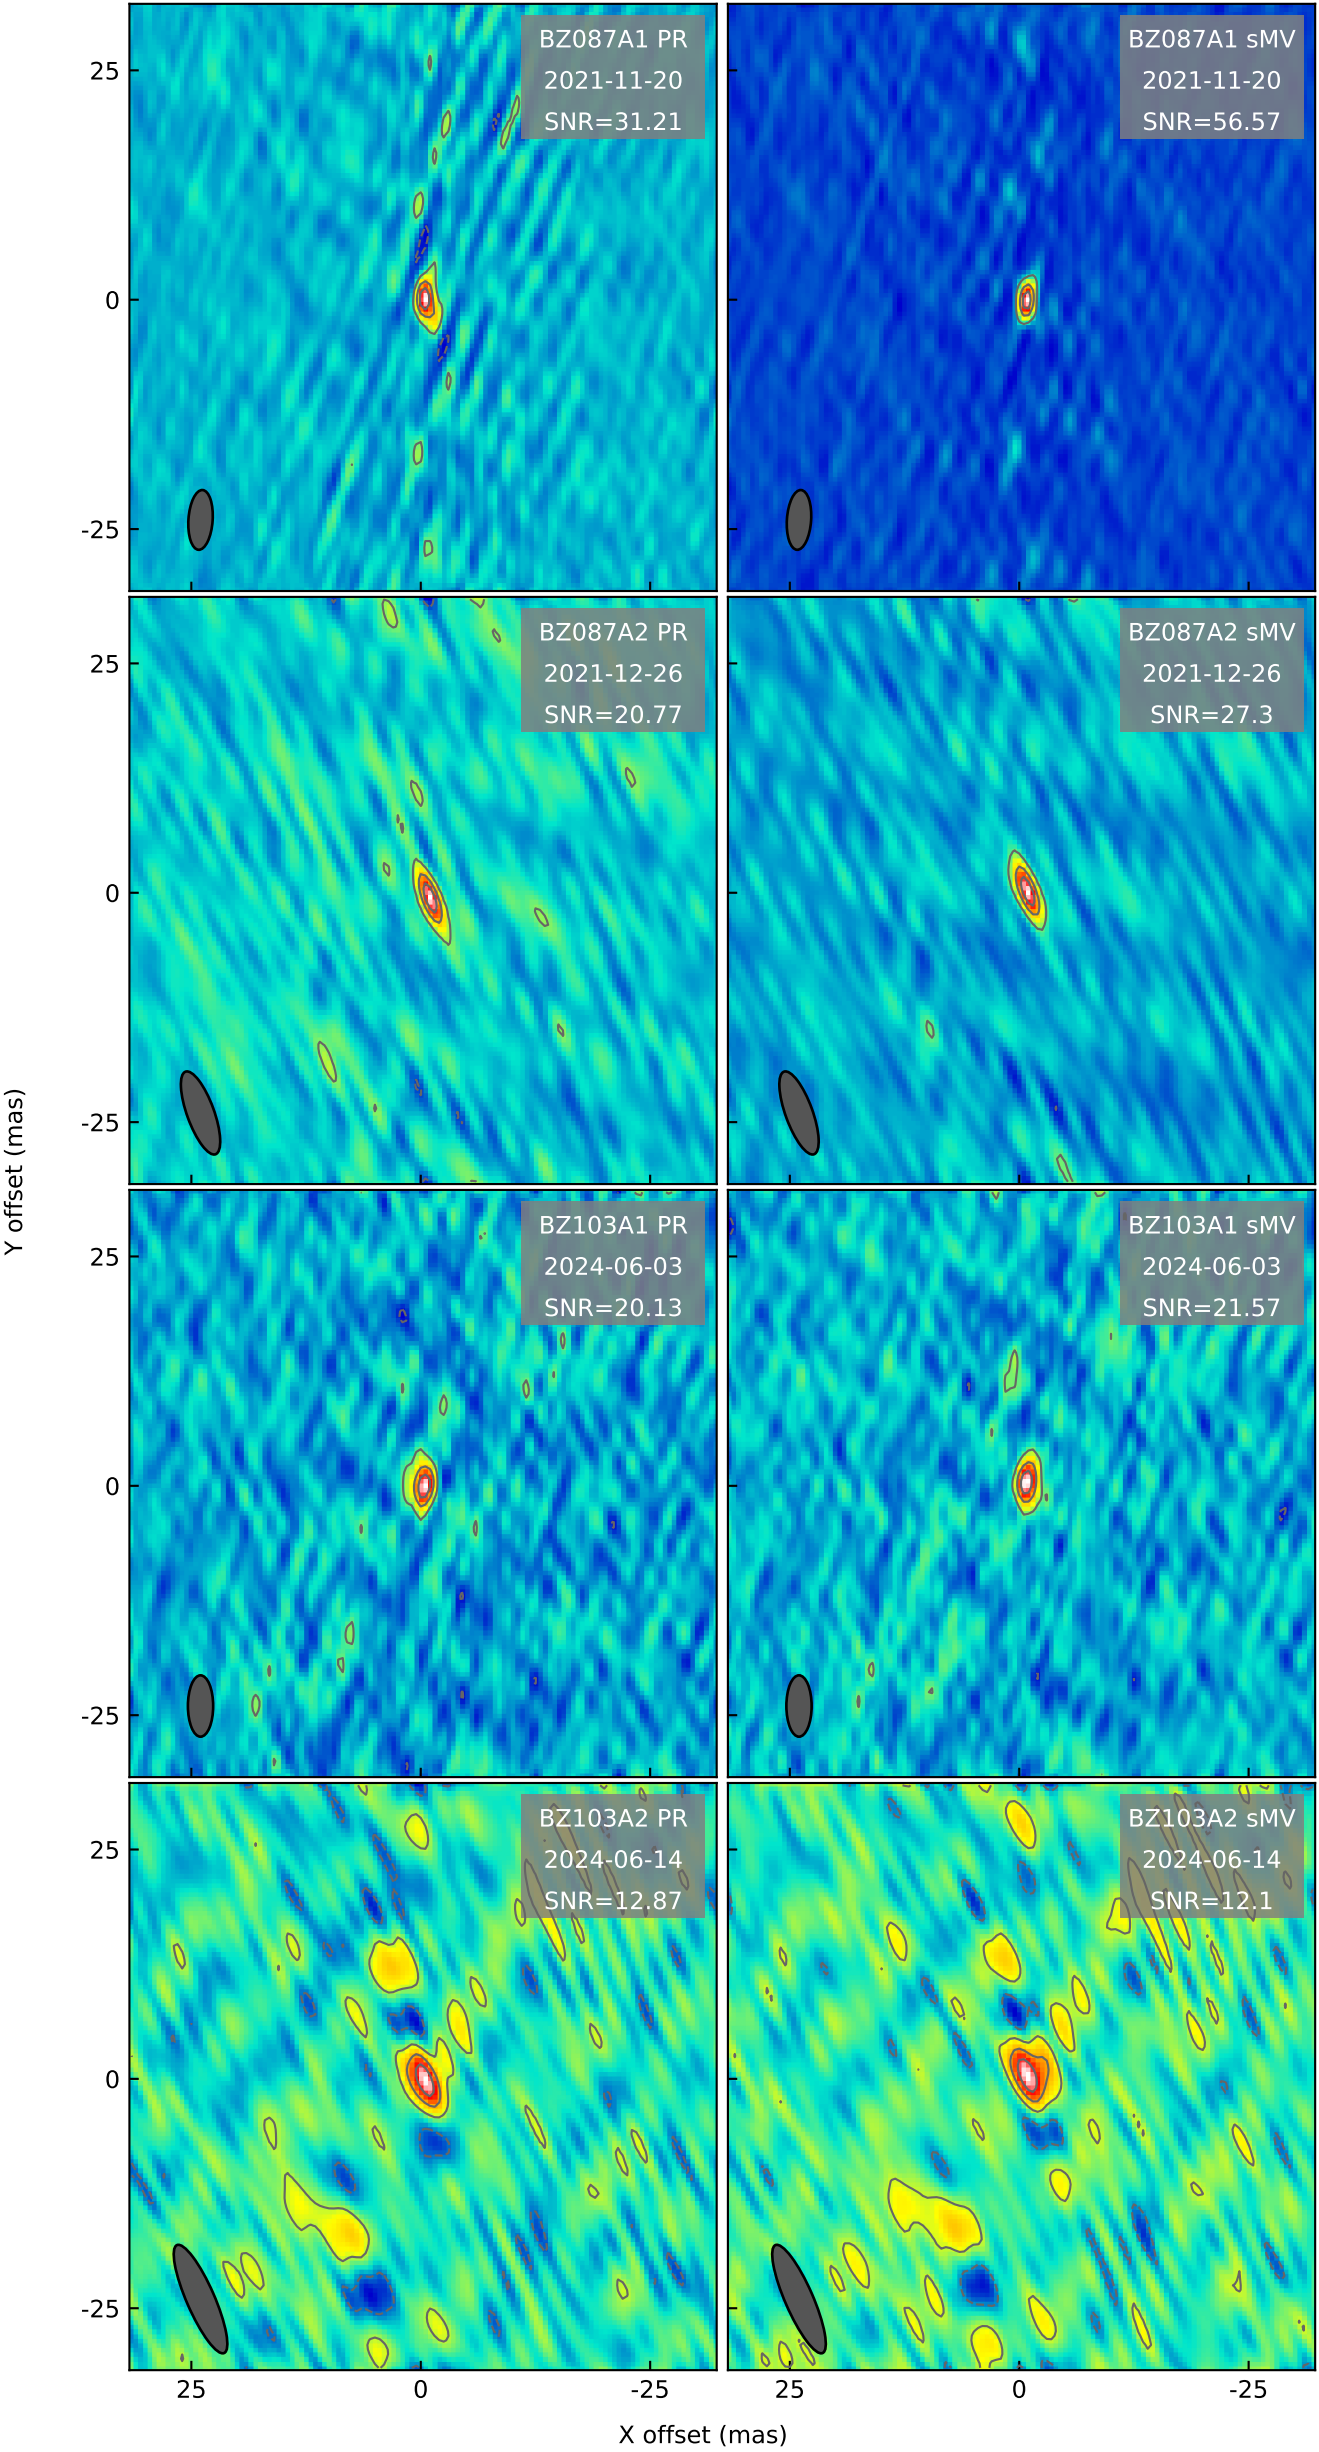 BZ087A1 PR
2021-11-20
SNR=31.21
BZ087A1 sMV
2021-11-20
SNR=56.57
25
0
-25
BZ087A2 PR
2021-12-26
SNR=20.77
BZ087A2 sMV
2021-12-26
SNR=27.3
25
0
-25
Y offset (mas)
BZ103A1 PR
2024-06-03
SNR=20.13
BZ103A1 sMV
2024-06-03
SNR=21.57
25
0
-25
BZ103A2 PR
2024-06-14
SNR=12.87
BZ103A2 sMV
2024-06-14
SNR=12.1
25
0
-25
25 0 -25 25 0 -25
X offset (mas)